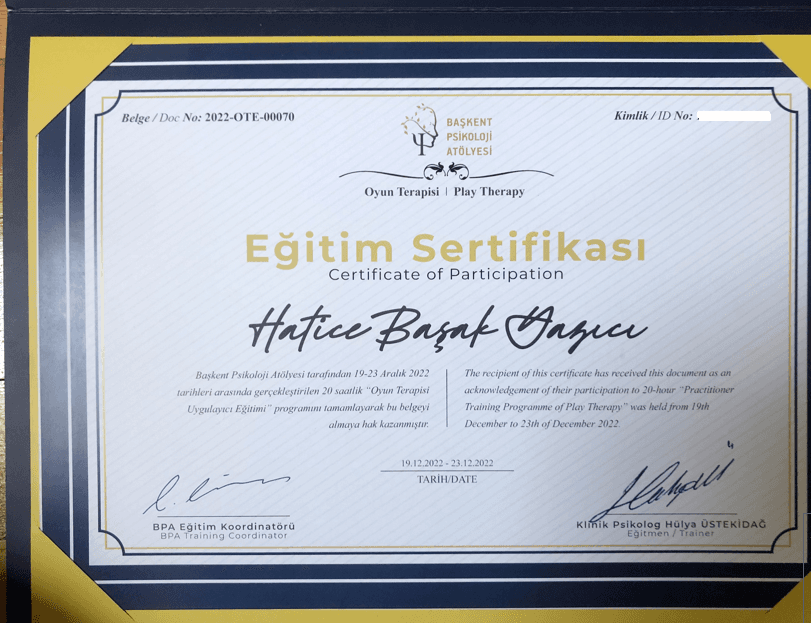 Belge / Doc No: 2022-OTE-00070
Kimlik / ID No:
BAŞKENT
PSİKOLOJİ
ATÖLYESİ
Oyun Terapisi | Play Therapy
Eğitim Sertifikası
Certificate of Participation
Hatice Başak Yazıcı
Başkent Psikoloji Atölyesi tarafından 19-23 Aralık 2022
tarihleri arasında gerçekleştirilen 20 saatlik “Oyun Terapisi
Uygulayıcı Eğitimi” programını tamamlayarak bu belgeyi
almaya hak kazanmıştır.
The recipient of this certificate has received this document as an
acknowledgement of their participation to 20-hour “Practitioner
Training Programme of Play Therapy” was held from 19th
December to 23th of December 2022.
19.12.2022 - 23.12.2022
TARİH/DATE
BPA Eğitim Koordinatörü
BPA Training Coordinator
Klinik Psikolog Hülya ÜSTEKİDAĞ
Eğitmen / Trainer